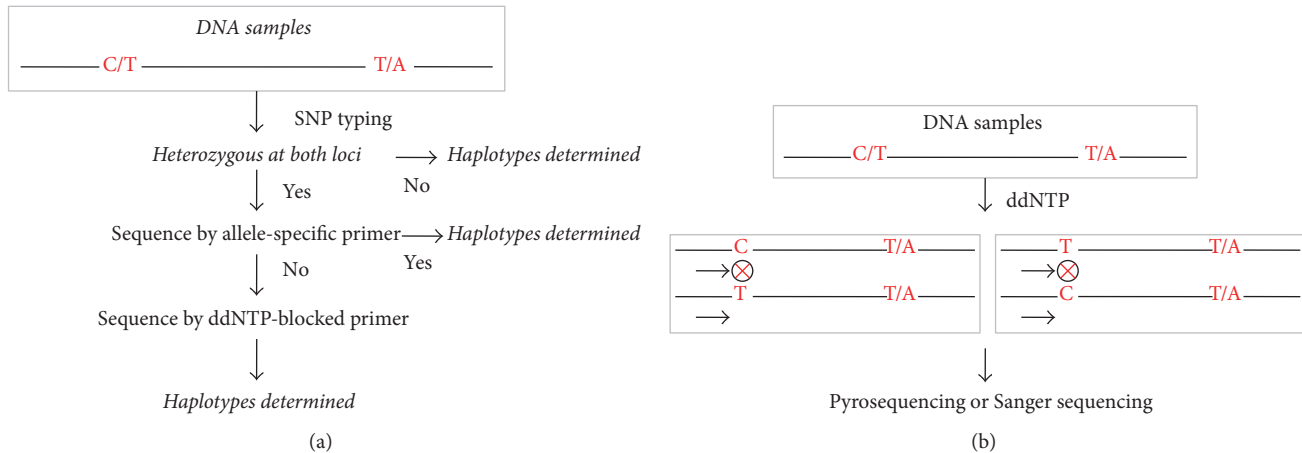 DNA samples
C/T T/A
SNP typing
Heterozygous at both loci Haplotypes determined
Yes No
Sequence by allele-specific primer Haplotypes determined
No Yes
Sequence by ddNTP-blocked primer
Haplotypes determined
(a)
DNA samples
C/T T/A
ddNTP
C T/A
T T/A
T T/A
C T/A
Pyrosequencing or Sanger sequencing
(b)